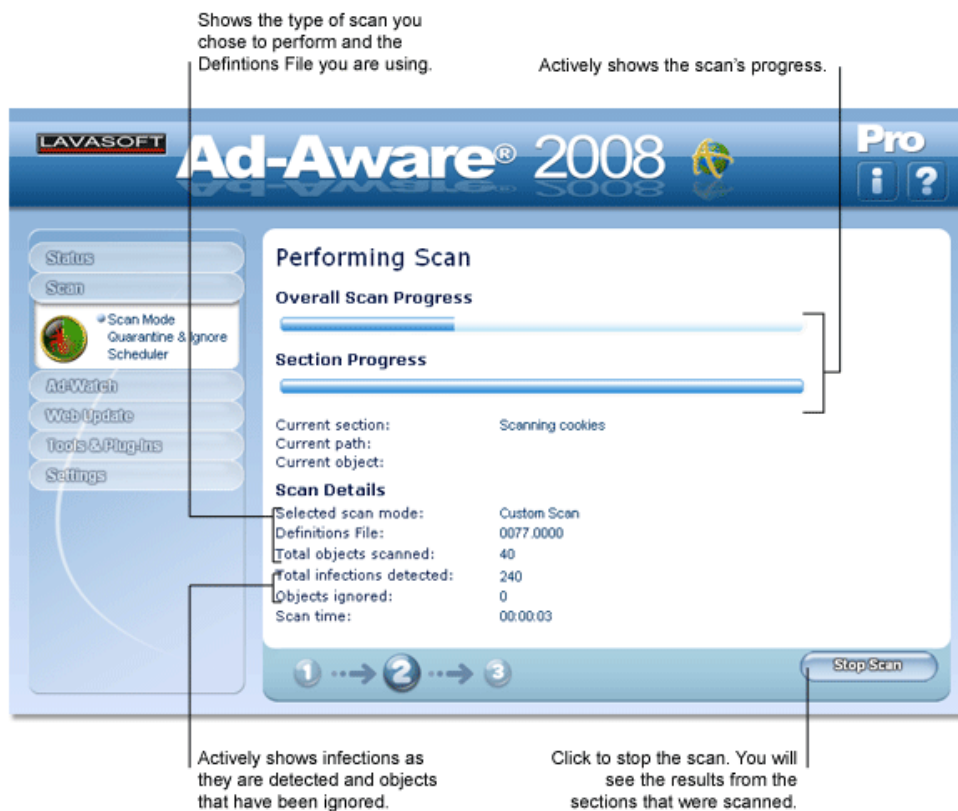 Shows the type of scan you
chose to perform and the
Defintions File you are using.
Actively shows the scan's progress.
LAVASOFT
Ad-Aware® 2008
Pro
i ?
Status
Scan
Scan Mode
Quarantine & Ignore
Scheduler
Ad-Watch
Web Update
Tools & Plug-Ins
Settings
Performing Scan
Overall Scan Progress
Section Progress
Current section: Scanning cookies
Current path:
Current object:
Scan Details
Selected scan mode: Custom Scan
Definitions File: 0077.0000
Total objects scanned: 40
Total infections detected: 240
Objects ignored: 0
Scan time: 00:00:03
1 2 3
Stop Scan
Actively shows infections as
they are detected and objects
that have been ignored.
Click to stop the scan. You will
see the results from the
sections that were scanned.